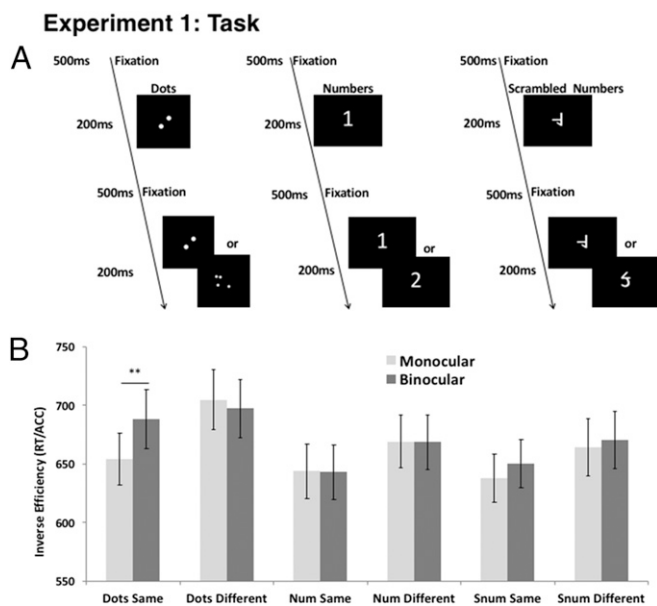 Experiment 1: Task
A
500ms Fixation
Dots
200ms
500ms Fixation
or
200ms
500ms Fixation
Numbers
1
200ms
500ms Fixation
1
or
200ms
2
500ms Fixation
Scrambled Numbers
200ms
500ms Fixation
or
200ms
B
Inverse Efficiency (RT/ACC)
750
700
650
600
550
**
Monocular
Binocular
Dots Same
Dots Different
Num Same
Num Different
Snum Same
Snum Different